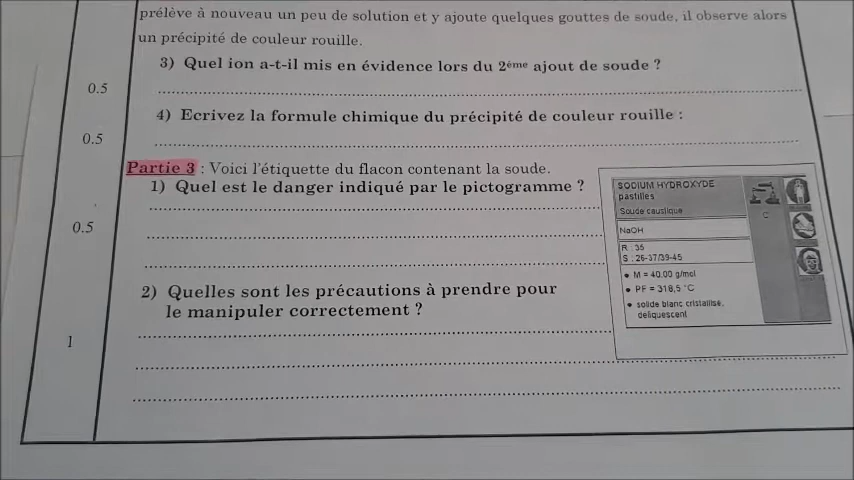 prélève à nouveau un peu de solution et y ajoute quelques gouttes de soude, il observe alors
un précipité de couleur rouille.
3) Quel ion a-t-il mis en évidence lors du 2ème ajout de soude ?
0.5
4) Ecrivez la formule chimique du précipité de couleur rouille :
0.5
Partie 3 : Voici l'étiquette du flacon contenant la soude.
1) Quel est le danger indiqué par le pictogramme ?
0.5
2) Quelles sont les précautions à prendre pour
le manipuler correctement ?
1
SODIUM HYDROXYDE
pastilles
Soude caustique
C
NaOH
R : 35
S : 26-37/39-45
• M = 40.00 g/mol
• PF = 318,5 °C
• solide blanc cristallisé,
déliquescent